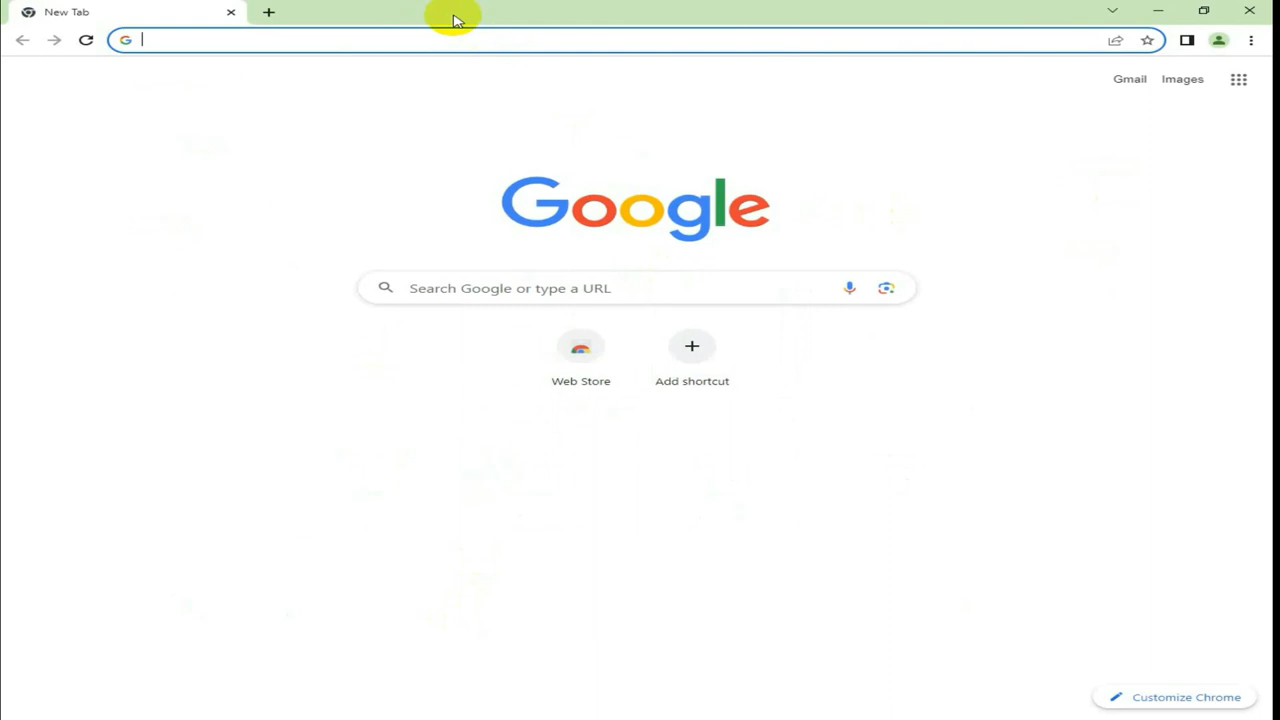 New Tab
Gmail Images
Google
Search Google or type a URL
Web Store Add shortcut
Customize Chrome